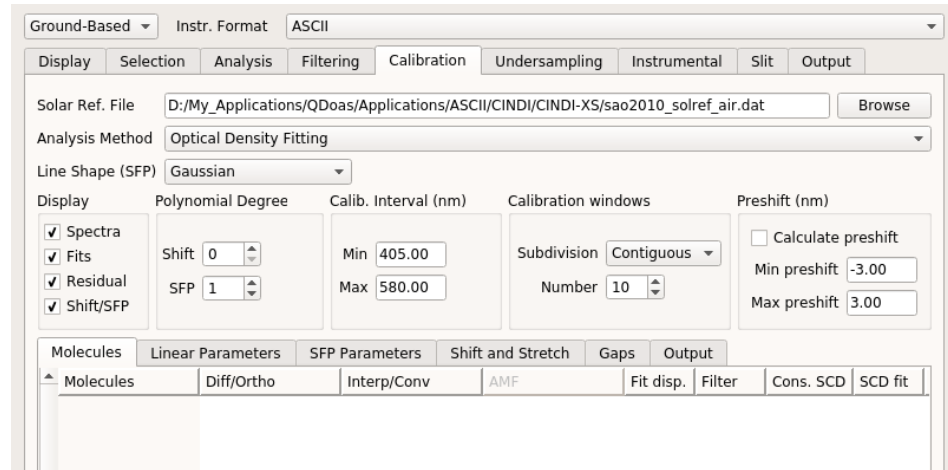 Ground-Based Instr. Format ASCII
Display Selection Analysis Filtering Calibration Undersampling Instrumental Slit Output
Solar Ref. File D:/My_Applications/QDoas/Applications/ASCII/CINDI/CINDI-XS/sao2010_solref_air.dat Browse
Analysis Method Optical Density Fitting
Line Shape (SFP) Gaussian
Display Polynomial Degree Calib. Interval (nm) Calibration windows Preshift (nm)
Spectra
Fits
Residual
Shift/SFP
Shift 0
SFP 1
Min 405.00
Max 580.00
Subdivision Contiguous
Number 10
Calculate preshift
Min preshift -3.00
Max preshift 3.00
Molecules Linear Parameters SFP Parameters Shift and Stretch Gaps Output
Molecules Diff/Ortho Interp/Conv AMF Fit disp. Filter Cons. SCD SCD fit